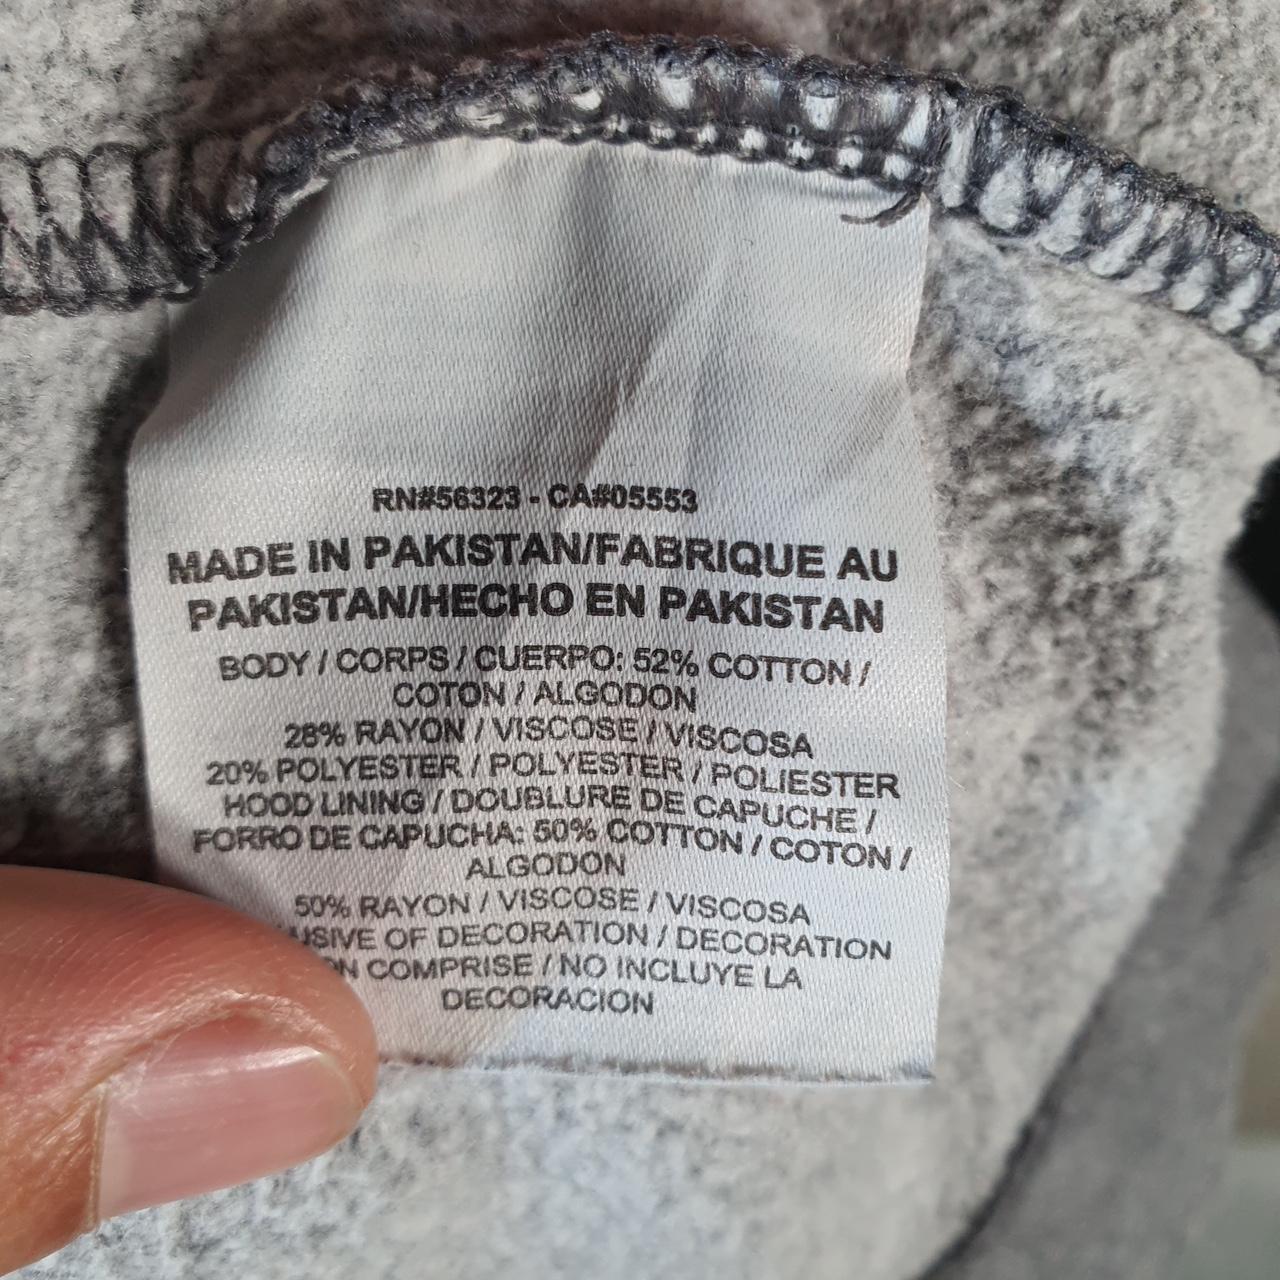 RN#56323 - CA#05553
MADE IN PAKISTAN/FABRIQUE AU
PAKISTAN/HECHO EN PAKISTAN
BODY / CORPS / CUERPO: 52% COTTON /
COTON / ALGODON
28% RAYON / VISCOSE / VISCOSA
20% POLYESTER / POLYESTER / POLIESTER
HOOD LINING / DOUBLURE DE CAPUCHE /
FORRO DE CAPUCHA: 50% COTTON / COTON /
ALGODON
50% RAYON / VISCOSE / VISCOSA
OF DECORATION / DECORATION
COMPRISE / NO INCLUYE LA
DECORACION